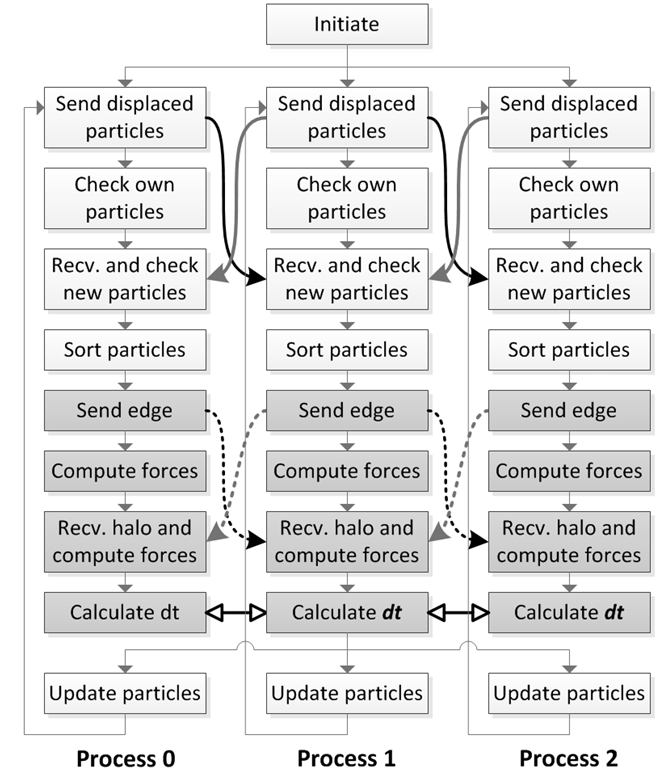 Initiate
Send displaced
particles
Send displaced
particles
Send displaced
particles
Check own
particles
Check own
particles
Check own
particles
Recv. and check
new particles
Recv. and check
new particles
Recv. and check
new particles
Sort particles
Sort particles
Sort particles
Send edge
Send edge
Send edge
Compute forces
Compute forces
Compute forces
Recv. halo and
compute forces
Recv. halo and
compute forces
Recv. halo and
compute forces
Calculate dt
Calculate dt
Calculate dt
Update particles
Update particles
Update particles
Process 0
Process 1
Process 2